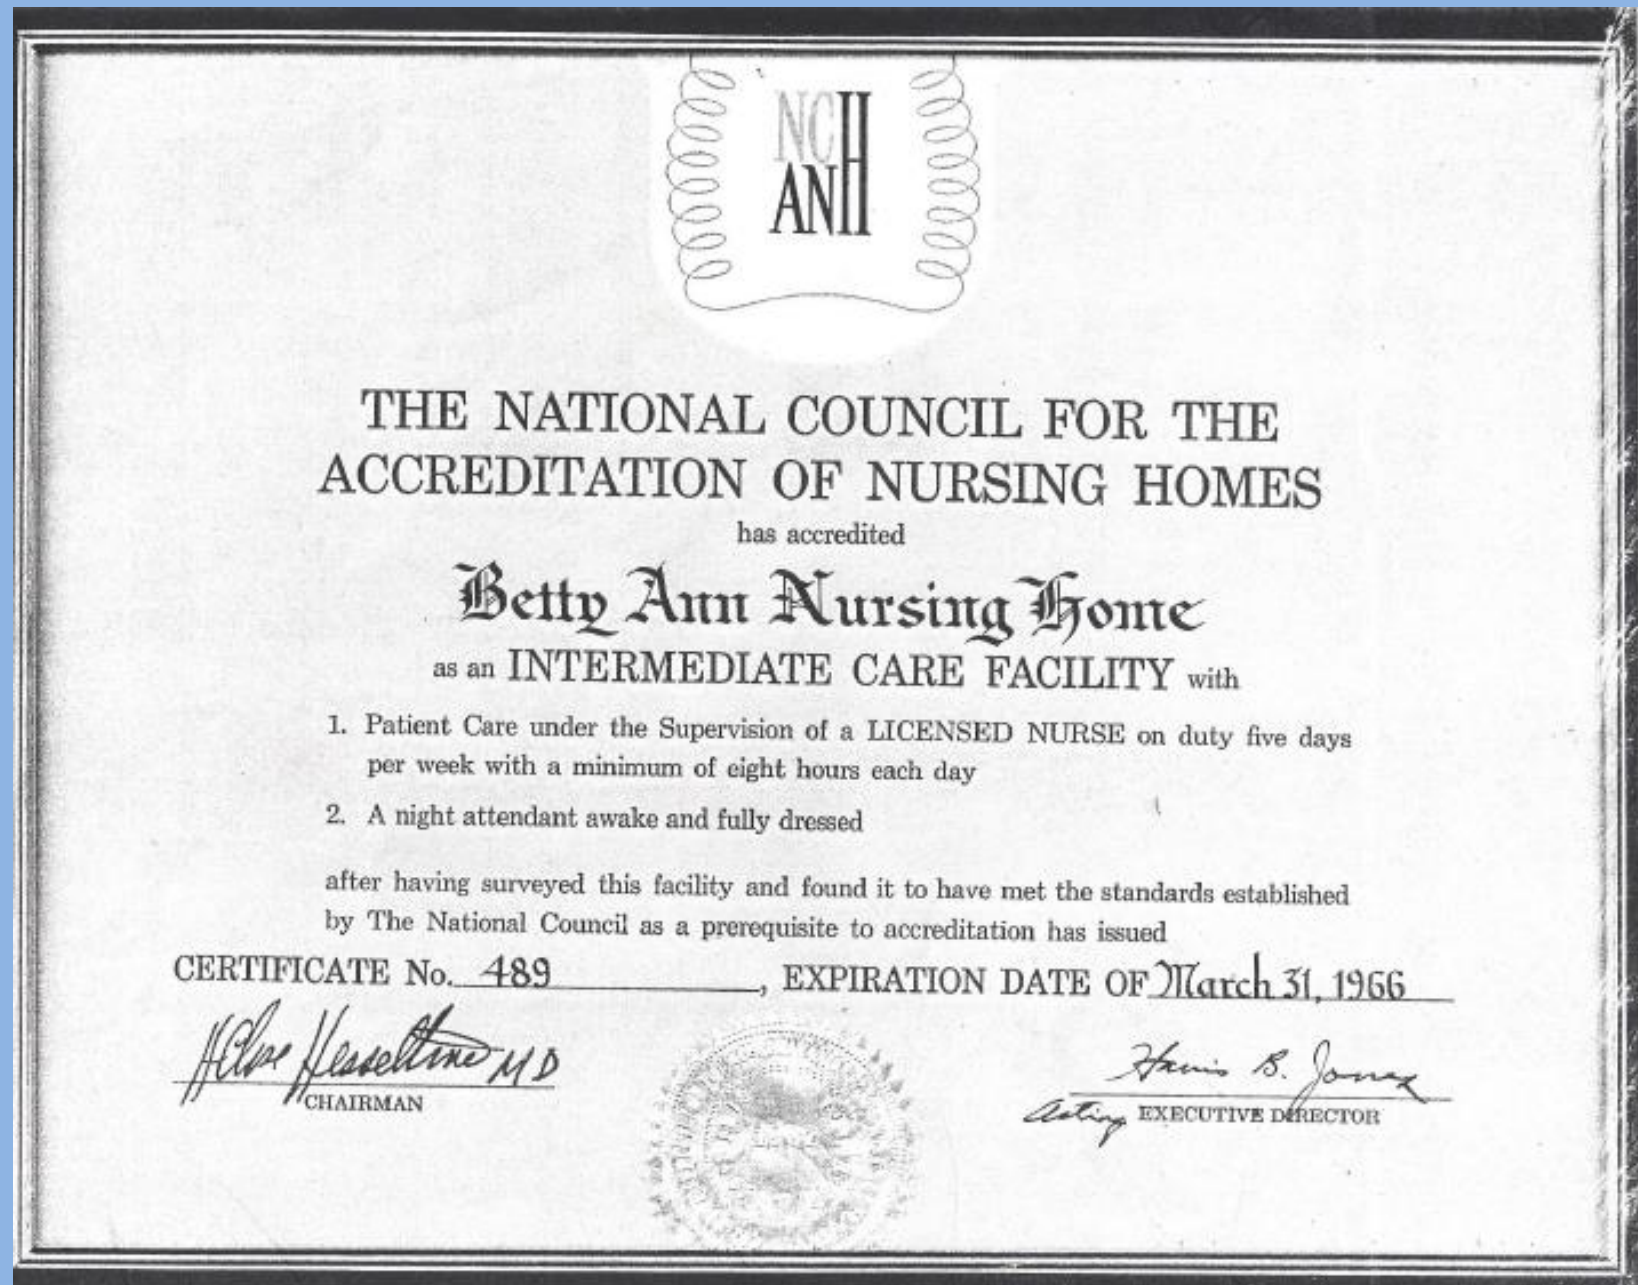 NCH
ANH
THE NATIONAL COUNCIL FOR THE
ACCREDITATION OF NURSING HOMES
has accredited
Betty Ann Nursing Home
as an INTERMEDIATE CARE FACILITY with
1. Patient Care under the Supervision of a LICENSED NURSE on duty five days
per week with a minimum of eight hours each day
2. A night attendant awake and fully dressed
after having surveyed this facility and found it to have met the standards established
by The National Council as a prerequisite to accreditation has issued
CERTIFICATE No. 489, EXPIRATION DATE OF March 31, 1966
Hesseltine MD
B. Jones
CHAIRMAN
Acting EXECUTIVE DIRECTOR